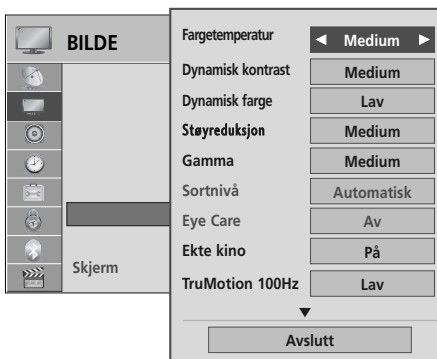 BILDE
Skjerm
Fargetemperatur ◀ Medium ▶
Dynamisk kontrast Medium
Dynamisk farge Lav
Støyreduksjon Medium
Gamma Medium
Sortnivå Automatisk
Eye Care Av
Ekte kino På
TruMotion 100Hz Lav
▼
Avslutt